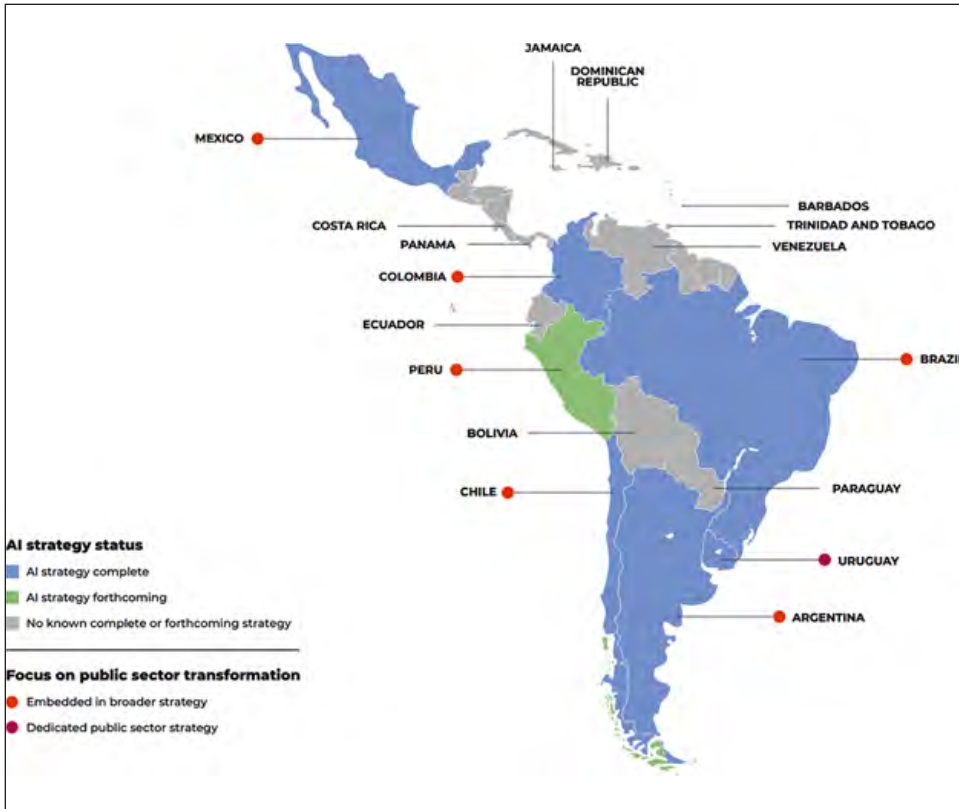 JAMAICA
DOMINICAN
REPUBLIC
MEXICO
BARBADOS
COSTA RICA
TRINIDAD AND TOBAGO
PANAMA
VENEZUELA
COLOMBIA
ECUADOR
BRAZI
PERU
BOLIVIA
PARAGUAY
CHILE
URUGUAY
ARGENTINA
AI strategy status
AI strategy complete
AI strategy forthcoming
No known complete or forthcoming strategy
Focus on public sector transformation
Embedded in broader strategy
Dedicated public sector strategy